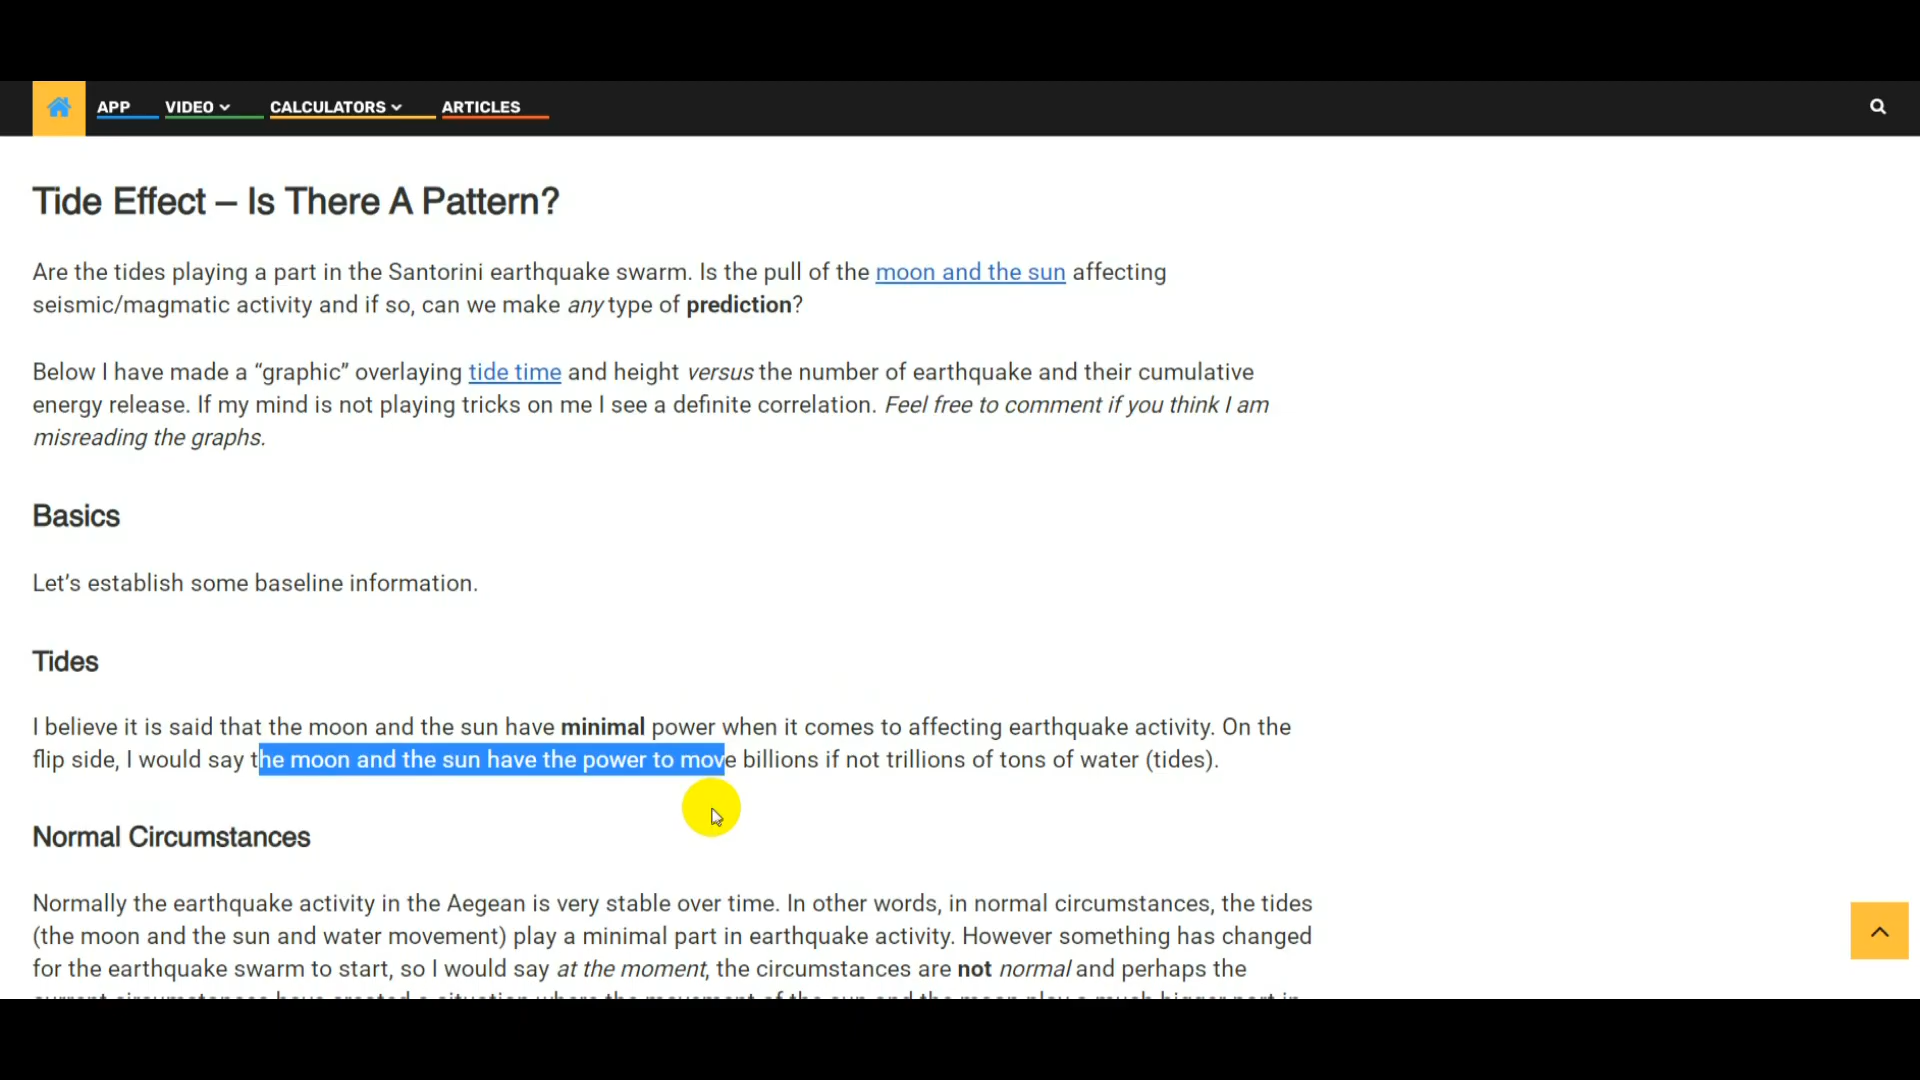 APP VIDEO CALCULATORS ARTICLES
Tide Effect – Is There A Pattern?
Are the tides playing a part in the Santorini earthquake swarm. Is the pull of the moon and the sun affecting
seismic/magmatic activity and if so, can we make any type of prediction?
Below I have made a “graphic” overlaying tide time and height versus the number of earthquake and their cumulative
energy release. If my mind is not playing tricks on me I see a definite correlation. Feel free to comment if you think I am
misreading the graphs.
Basics
Let’s establish some baseline information.
Tides
I believe it is said that the moon and the sun have minimal power when it comes to affecting earthquake activity. On the
flip side, I would say the moon and the sun have the power to move billions if not trillions of tons of water (tides).
Normal Circumstances
Normally the earthquake activity in the Aegean is very stable over time. In other words, in normal circumstances, the tides
(the moon and the sun and water movement) play a minimal part in earthquake activity. However something has changed
for the earthquake swarm to start, so I would say at the moment, the circumstances are not normal and perhaps the